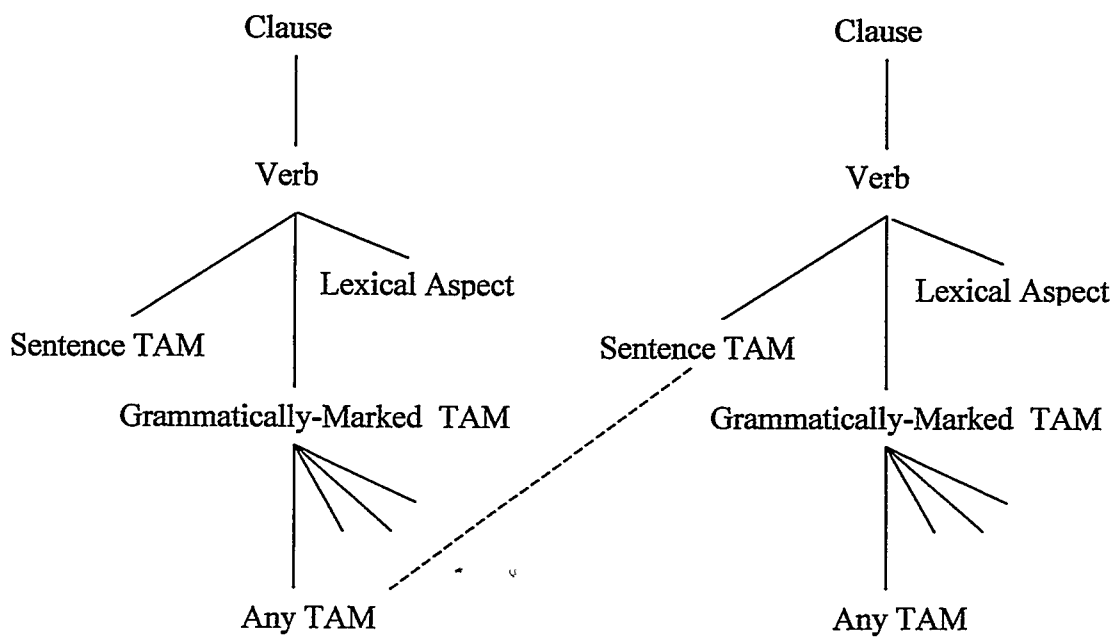 Clause
Verb
Lexical Aspect
Sentence TAM
Grammatically-Marked TAM
Any TAM
Clause
Verb
Lexical Aspect
Sentence TAM
Grammatically-Marked TAM
Any TAM